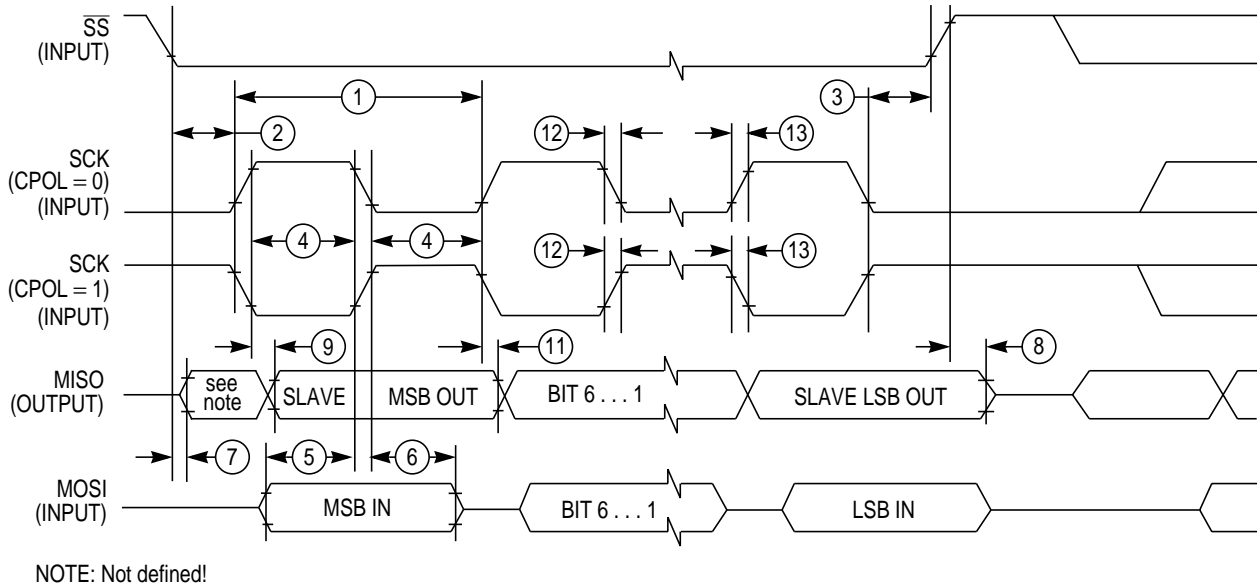 SS
(INPUT)
1
3
2
12
13
SCK
(CPOL = 0)
(INPUT)
4
4
12
13
SCK
(CPOL = 1)
(INPUT)
9
11
8
MISO
(OUTPUT)
see
note
SLAVE
MSB OUT
BIT 6 . . . 1
SLAVE LSB OUT
7
5
6
MOSI
(INPUT)
MSB IN
BIT 6 . . . 1
LSB IN
NOTE: Not defined!